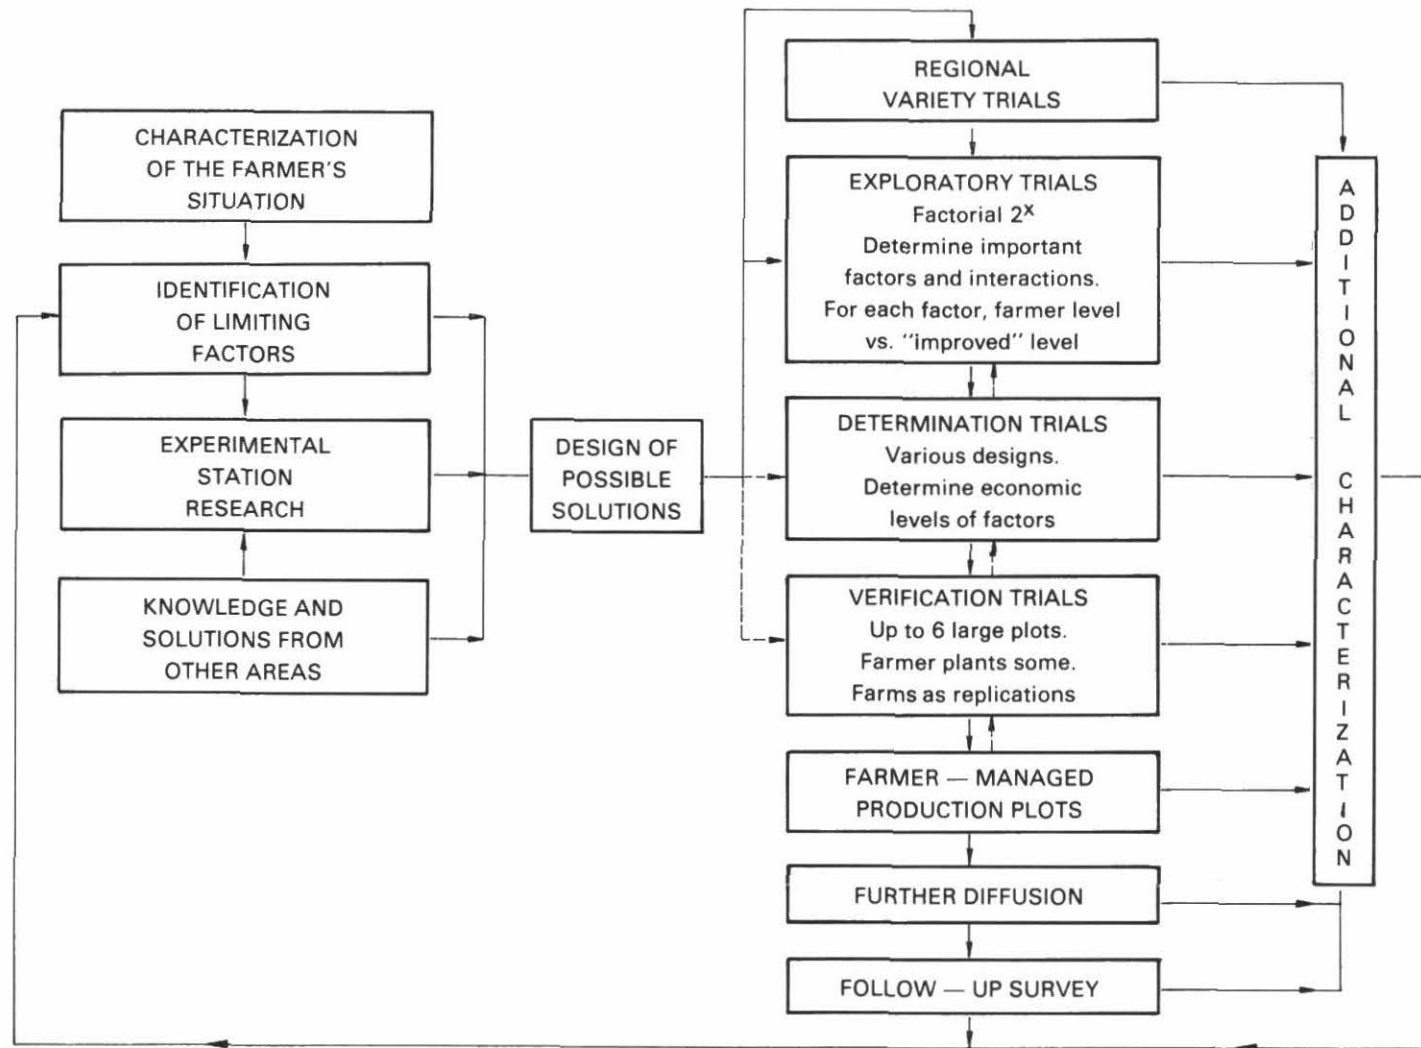 CHARACTERIZATION
OF THE FARMER'S
SITUATION
IDENTIFICATION
OF LIMITING
FACTORS
EXPERIMENTAL
STATION
RESEARCH
KNOWLEDGE AND
SOLUTIONS FROM
OTHER AREAS
DESIGN OF
POSSIBLE
SOLUTIONS
REGIONAL
VARIETY TRIALS
EXPLORATORY TRIALS
Factorial 2ˣ
Determine important
factors and interactions.
For each factor, farmer level
vs. "improved" level
DETERMINATION TRIALS
Various designs.
Determine economic
levels of factors
VERIFICATION TRIALS
Up to 6 large plots.
Farmer plants some.
Farms as replications
FARMER — MANAGED
PRODUCTION PLOTS
FURTHER DIFFUSION
FOLLOW — UP SURVEY
ADDITIONAL CHARACTERIZATION